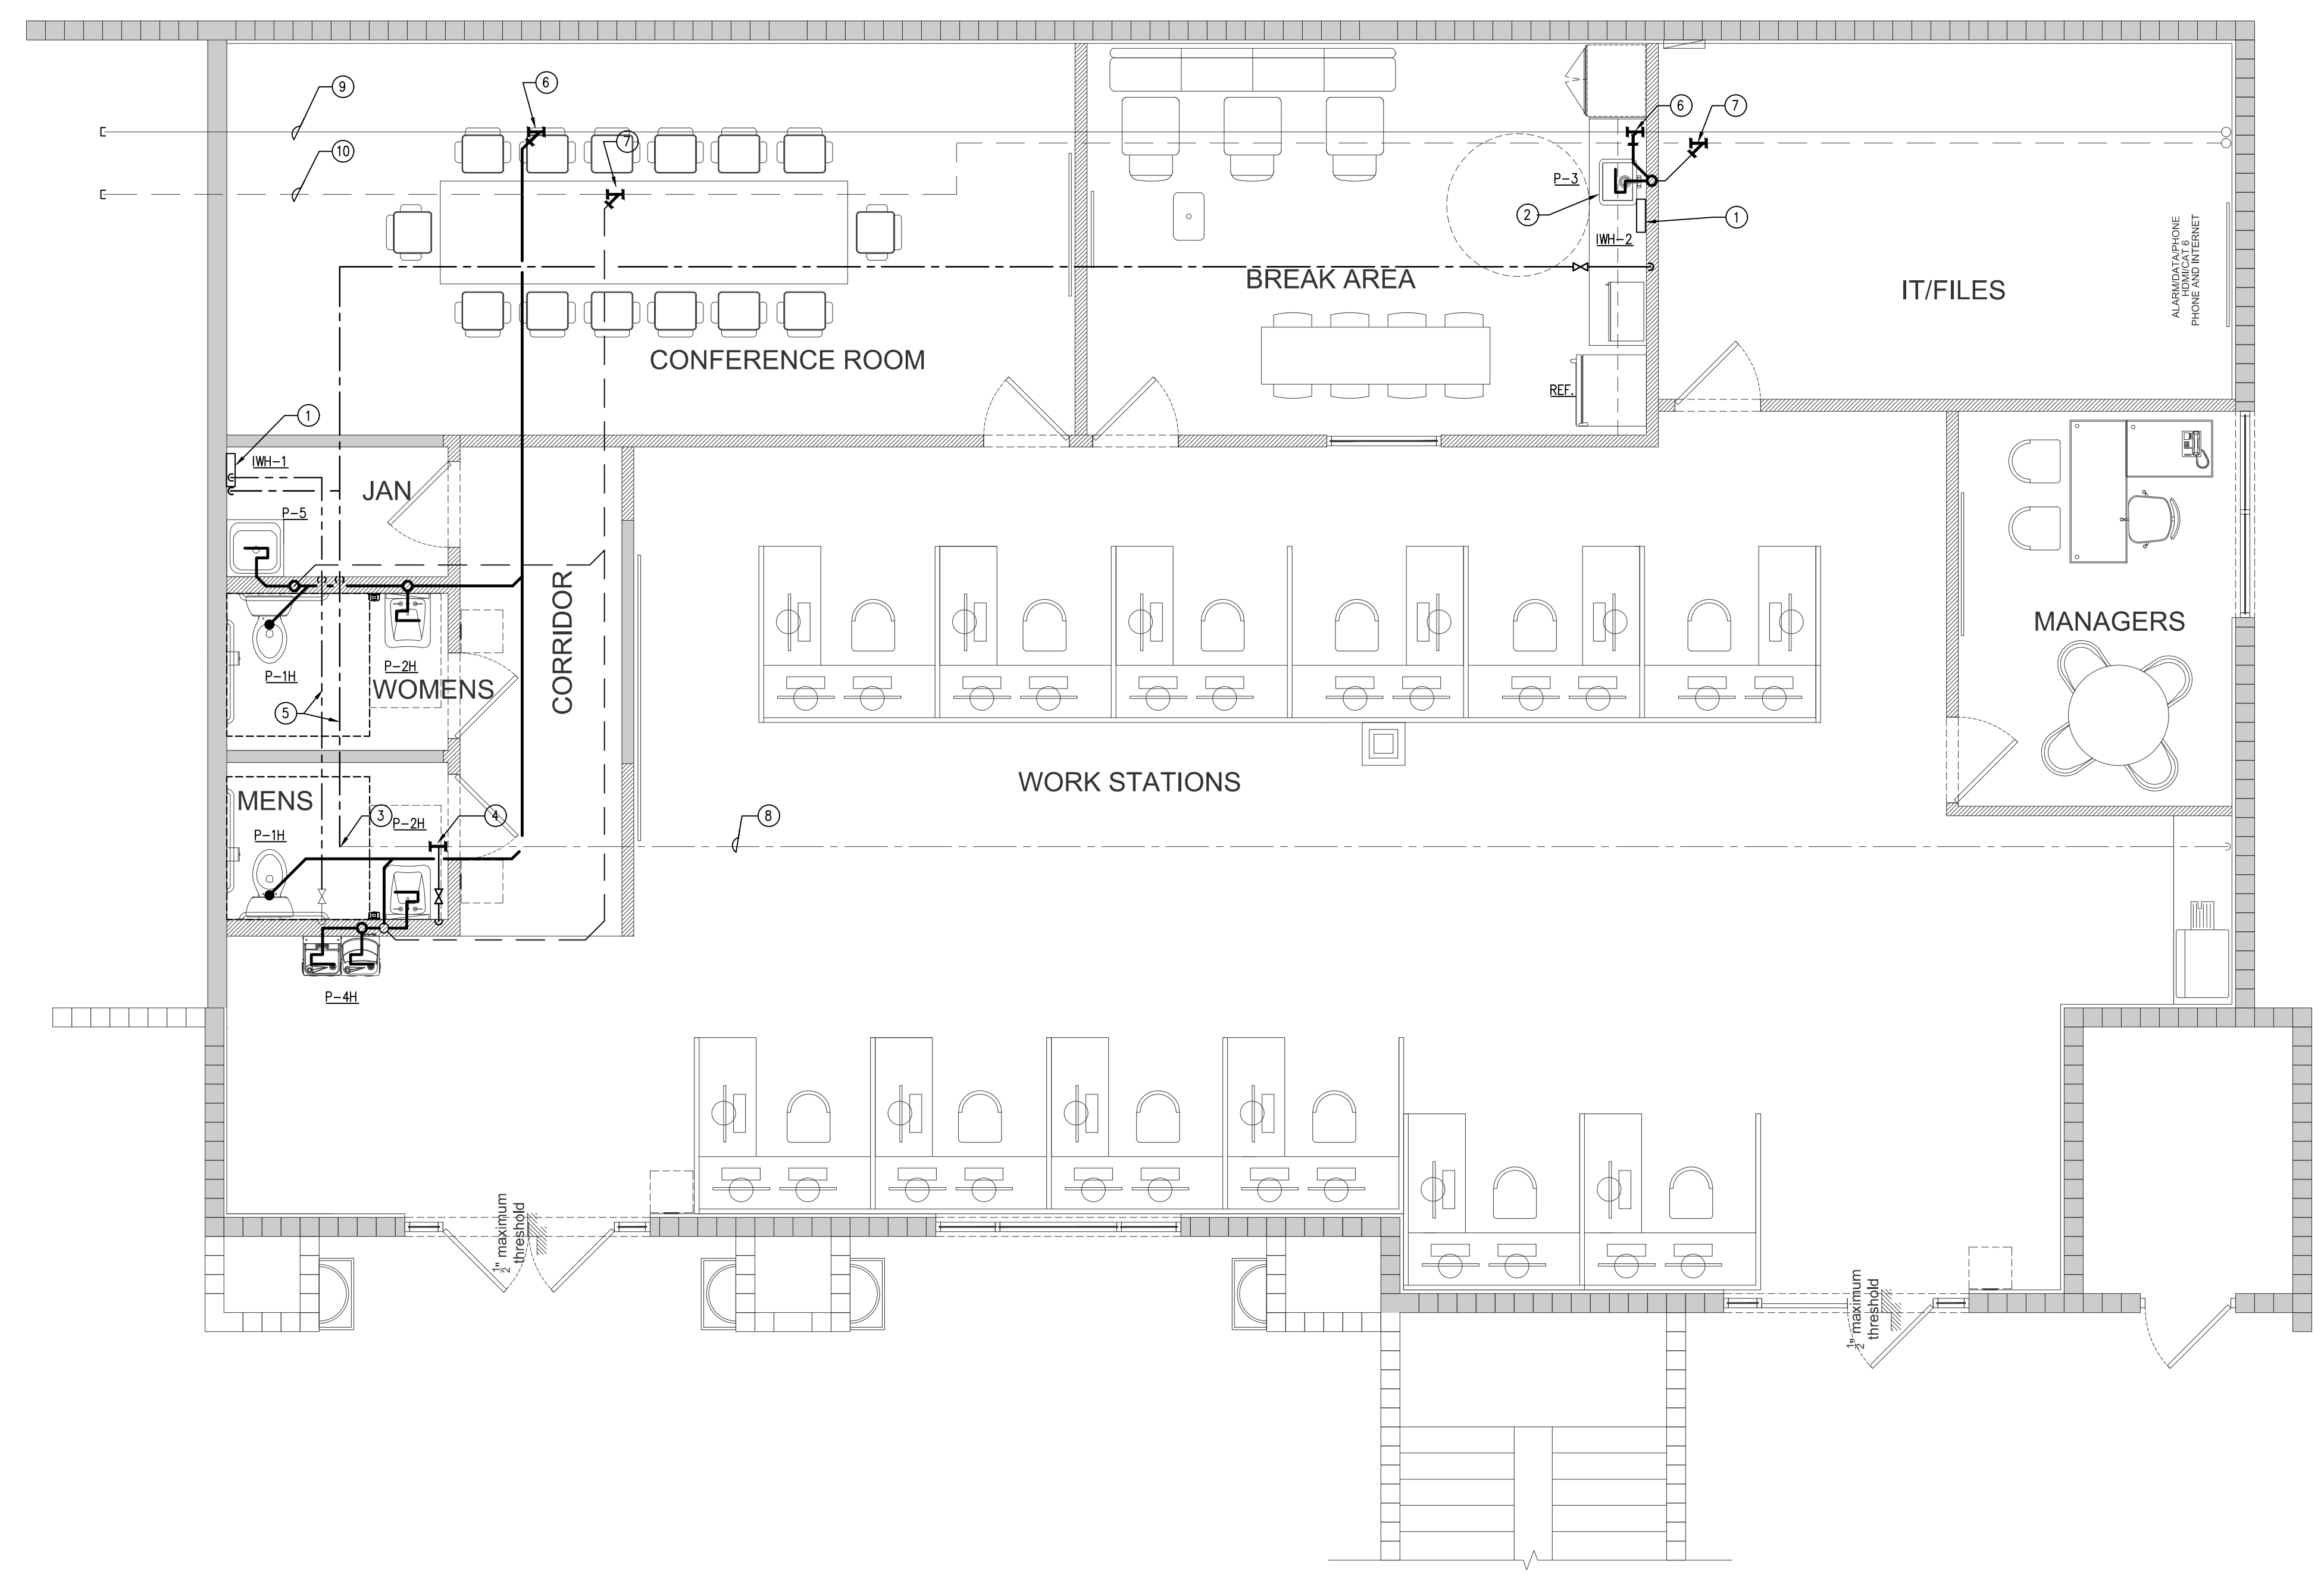 9
6
7
10
6
7
P-3
2
1
IWH-2
BREAK AREA
IT/FILES
ALARM/DATA/PHONE
HDMI/CAT 6
PHONE AND INTERNET
CONFERENCE ROOM
REF.
1
IWH-1
JAN
P-5
CORRIDOR
P-2H
P-1H
WOMENS
5
MANAGERS
WORK STATIONS
MENS
3
P-2H
4
8
P-1H
P-4H
1/2" maximum
threshold
1/2" maximum
threshold